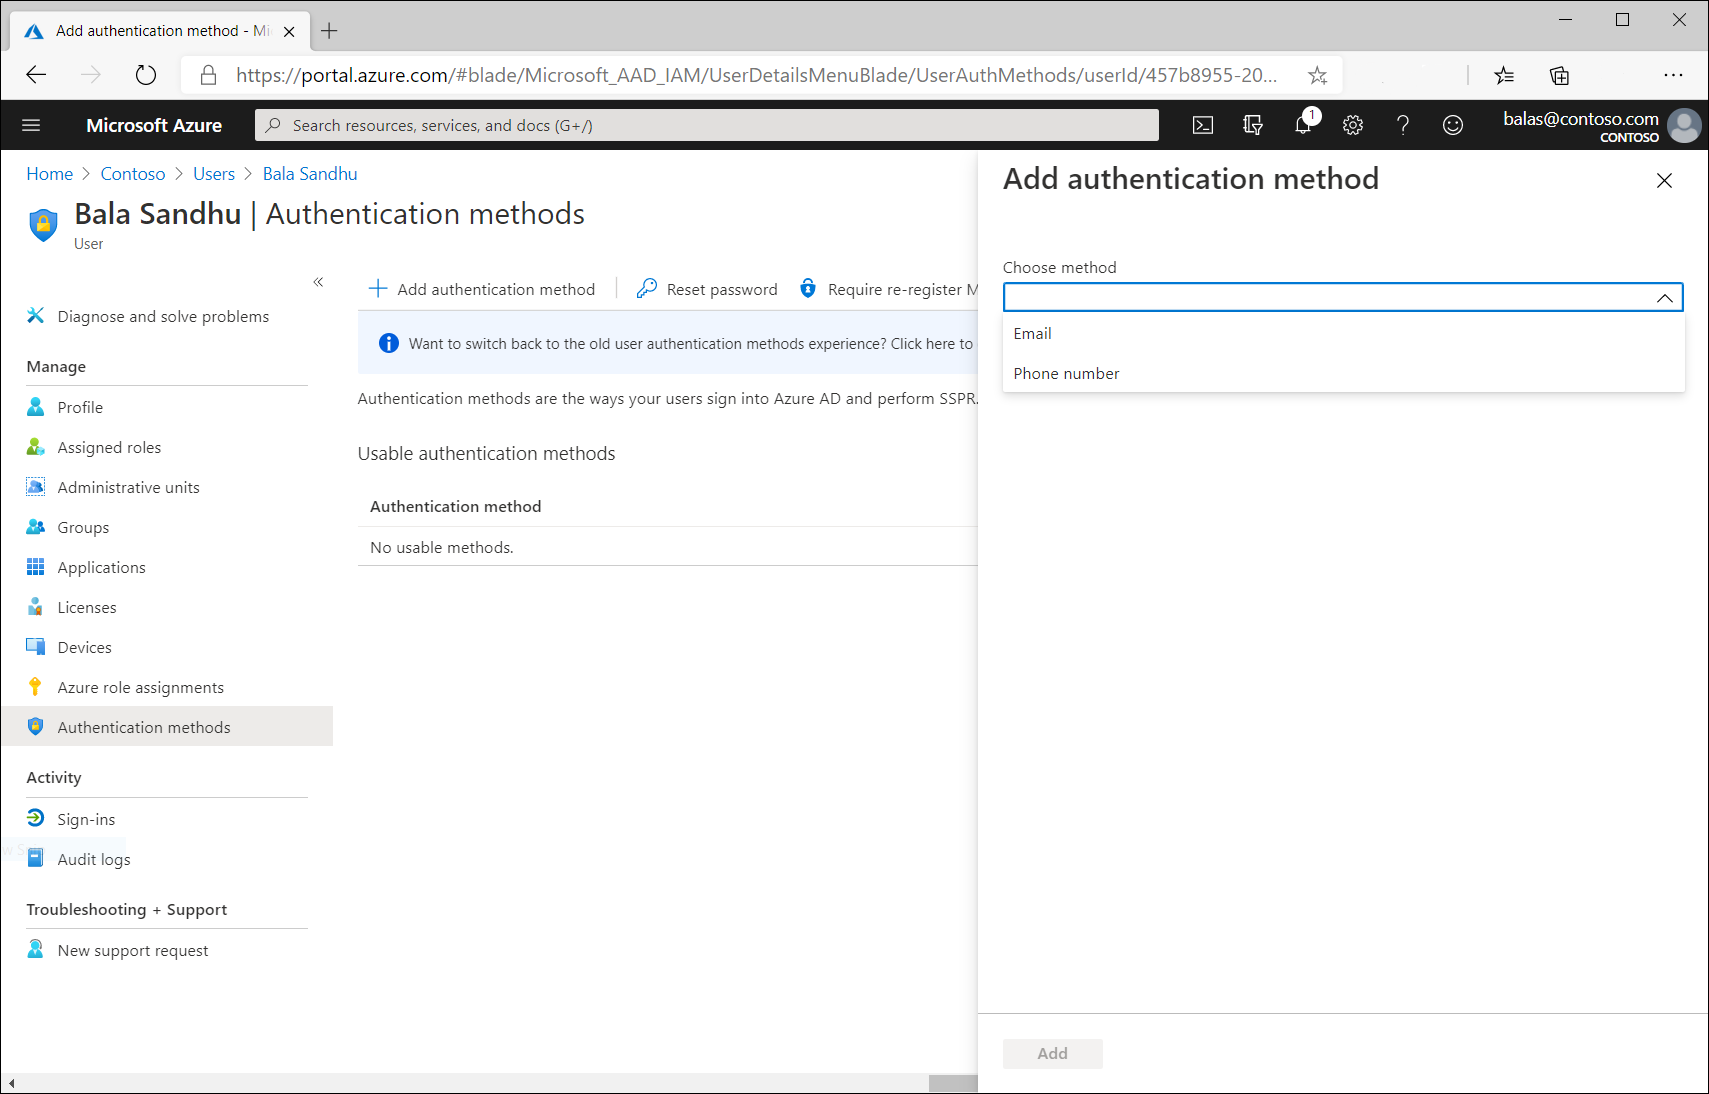 Add authentication method - Mi
https://portal.azure.com/#blade/Microsoft_AAD_IAM/UserDetailsMenuBlade/UserAuthMethods/userId/457b8955-20...
Microsoft Azure
Search resources, services, and docs (G+/)
1
balas@contoso.com
CONTOSO
Home > Contoso > Users > Bala Sandhu
Bala Sandhu | Authentication methods
User
«
Diagnose and solve problems
Manage
Profile
Assigned roles
Administrative units
Groups
Applications
Licenses
Devices
Azure role assignments
Authentication methods
Activity
Sign-ins
Audit logs
Troubleshooting + Support
New support request
Add authentication method
Reset password
Require re-register M
Want to switch back to the old user authentication methods experience? Click here to
Authentication methods are the ways your users sign into Azure AD and perform SSPR.
Usable authentication methods
Authentication method
No usable methods.
Add authentication method
Choose method
Email
Phone number
Add